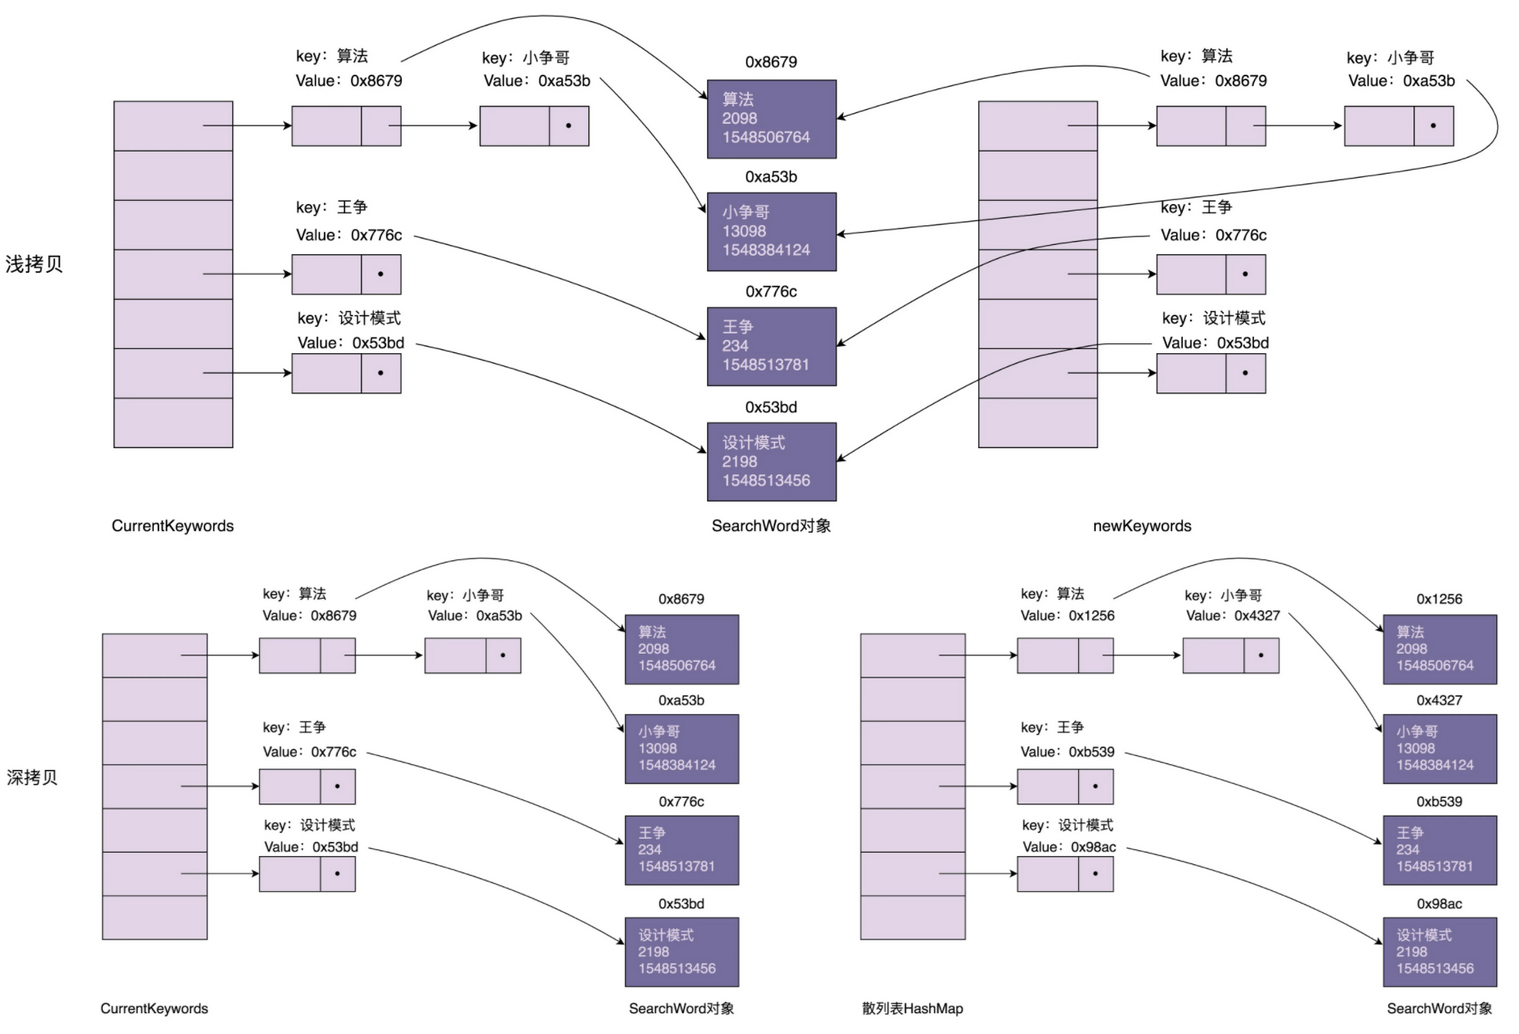 浅拷贝
key：算法
Value：0x8679
key：小争哥
Value：0xa53b
key：王争
Value：0x776c
key：设计模式
Value：0x53bd
CurrentKeywords
0x8679
算法
2098
1548506764
0xa53b
小争哥
13098
1548384124
0x776c
王争
234
1548513781
0x53bd
设计模式
2198
1548513456
SearchWord对象
key：算法
Value：0x8679
key：小争哥
Value：0xa53b
key：王争
Value：0x776c
key：设计模式
Value：0x53bd
newKeywords
深拷贝
key：算法
Value：0x8679
key：小争哥
Value：0xa53b
key：王争
Value：0x776c
key：设计模式
Value：0x53bd
CurrentKeywords
0x8679
算法
2098
1548506764
0xa53b
小争哥
13098
1548384124
0x776c
王争
234
1548513781
0x53bd
设计模式
2198
1548513456
SearchWord对象
key：算法
Value：0x1256
key：小争哥
Value：0x4327
key：王争
Value：0xb539
key：设计模式
Value：0x98ac
散列表HashMap
0x1256
算法
2098
1548506764
0x4327
小争哥
13098
1548384124
0xb539
王争
234
1548513781
0x98ac
设计模式
2198
1548513456
SearchWord对象